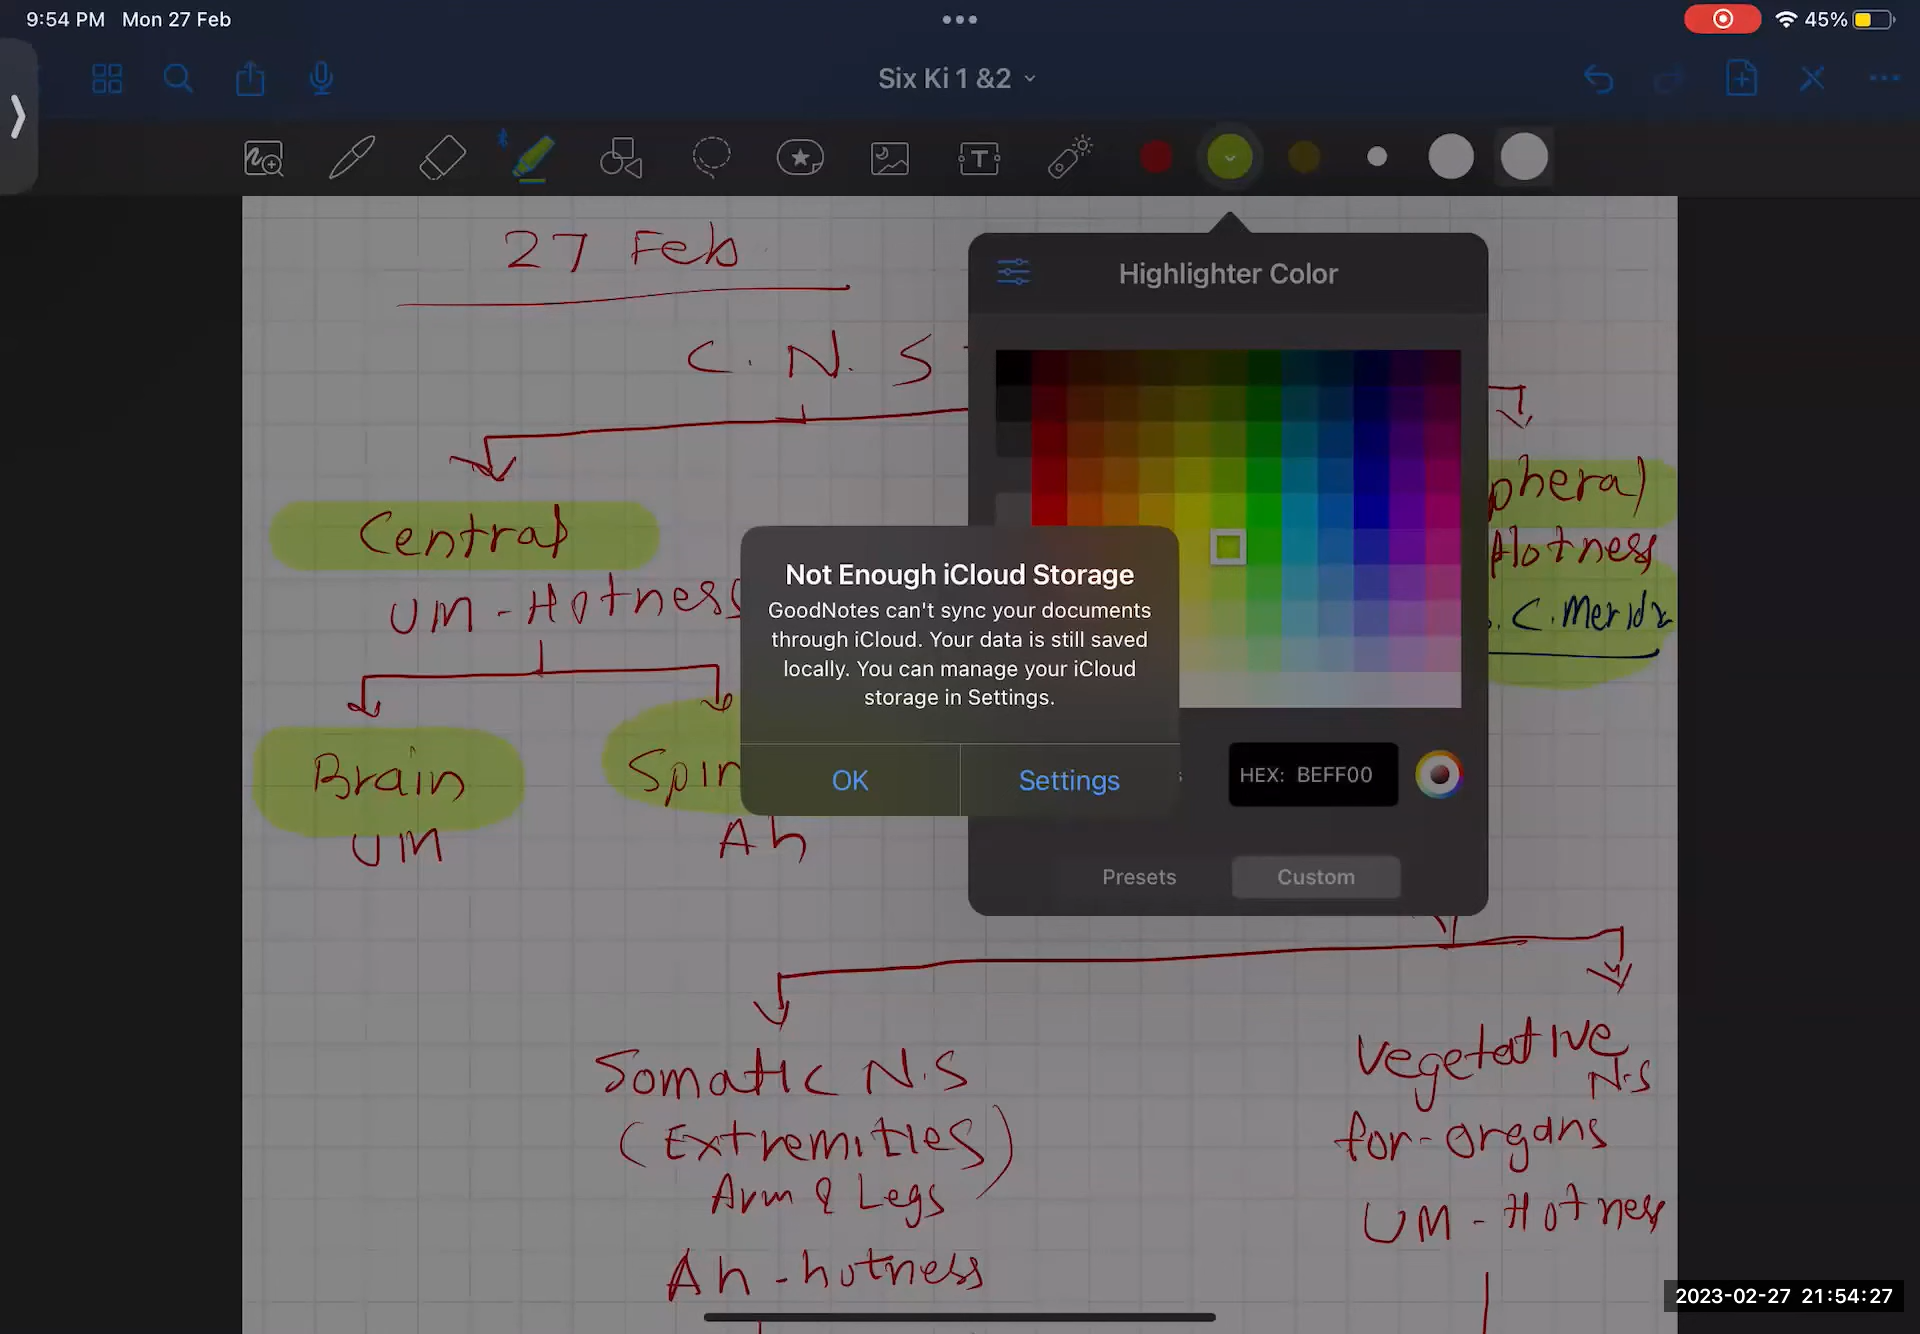 9:54 PM Mon 27 Feb
45%
Six Ki 1 &2
T
27 Feb
Highlighter Color
C. N. S
Central
pheral
UM - Hotness
Hotness
C. Merid
Not Enough iCloud Storage
GoodNotes can't sync your documents
through iCloud. Your data is still saved
locally. You can manage your iCloud
storage in Settings.
OK
Settings
HEX: BEFF00
Brain
Spin
UM
Ah
Presets
Custom
Somatic N.S
Vegetative
N.S
(Extremities)
for-organs
Arm & Legs
UM - Hotness
Ah - hotness
2023-02-27 21:54:27